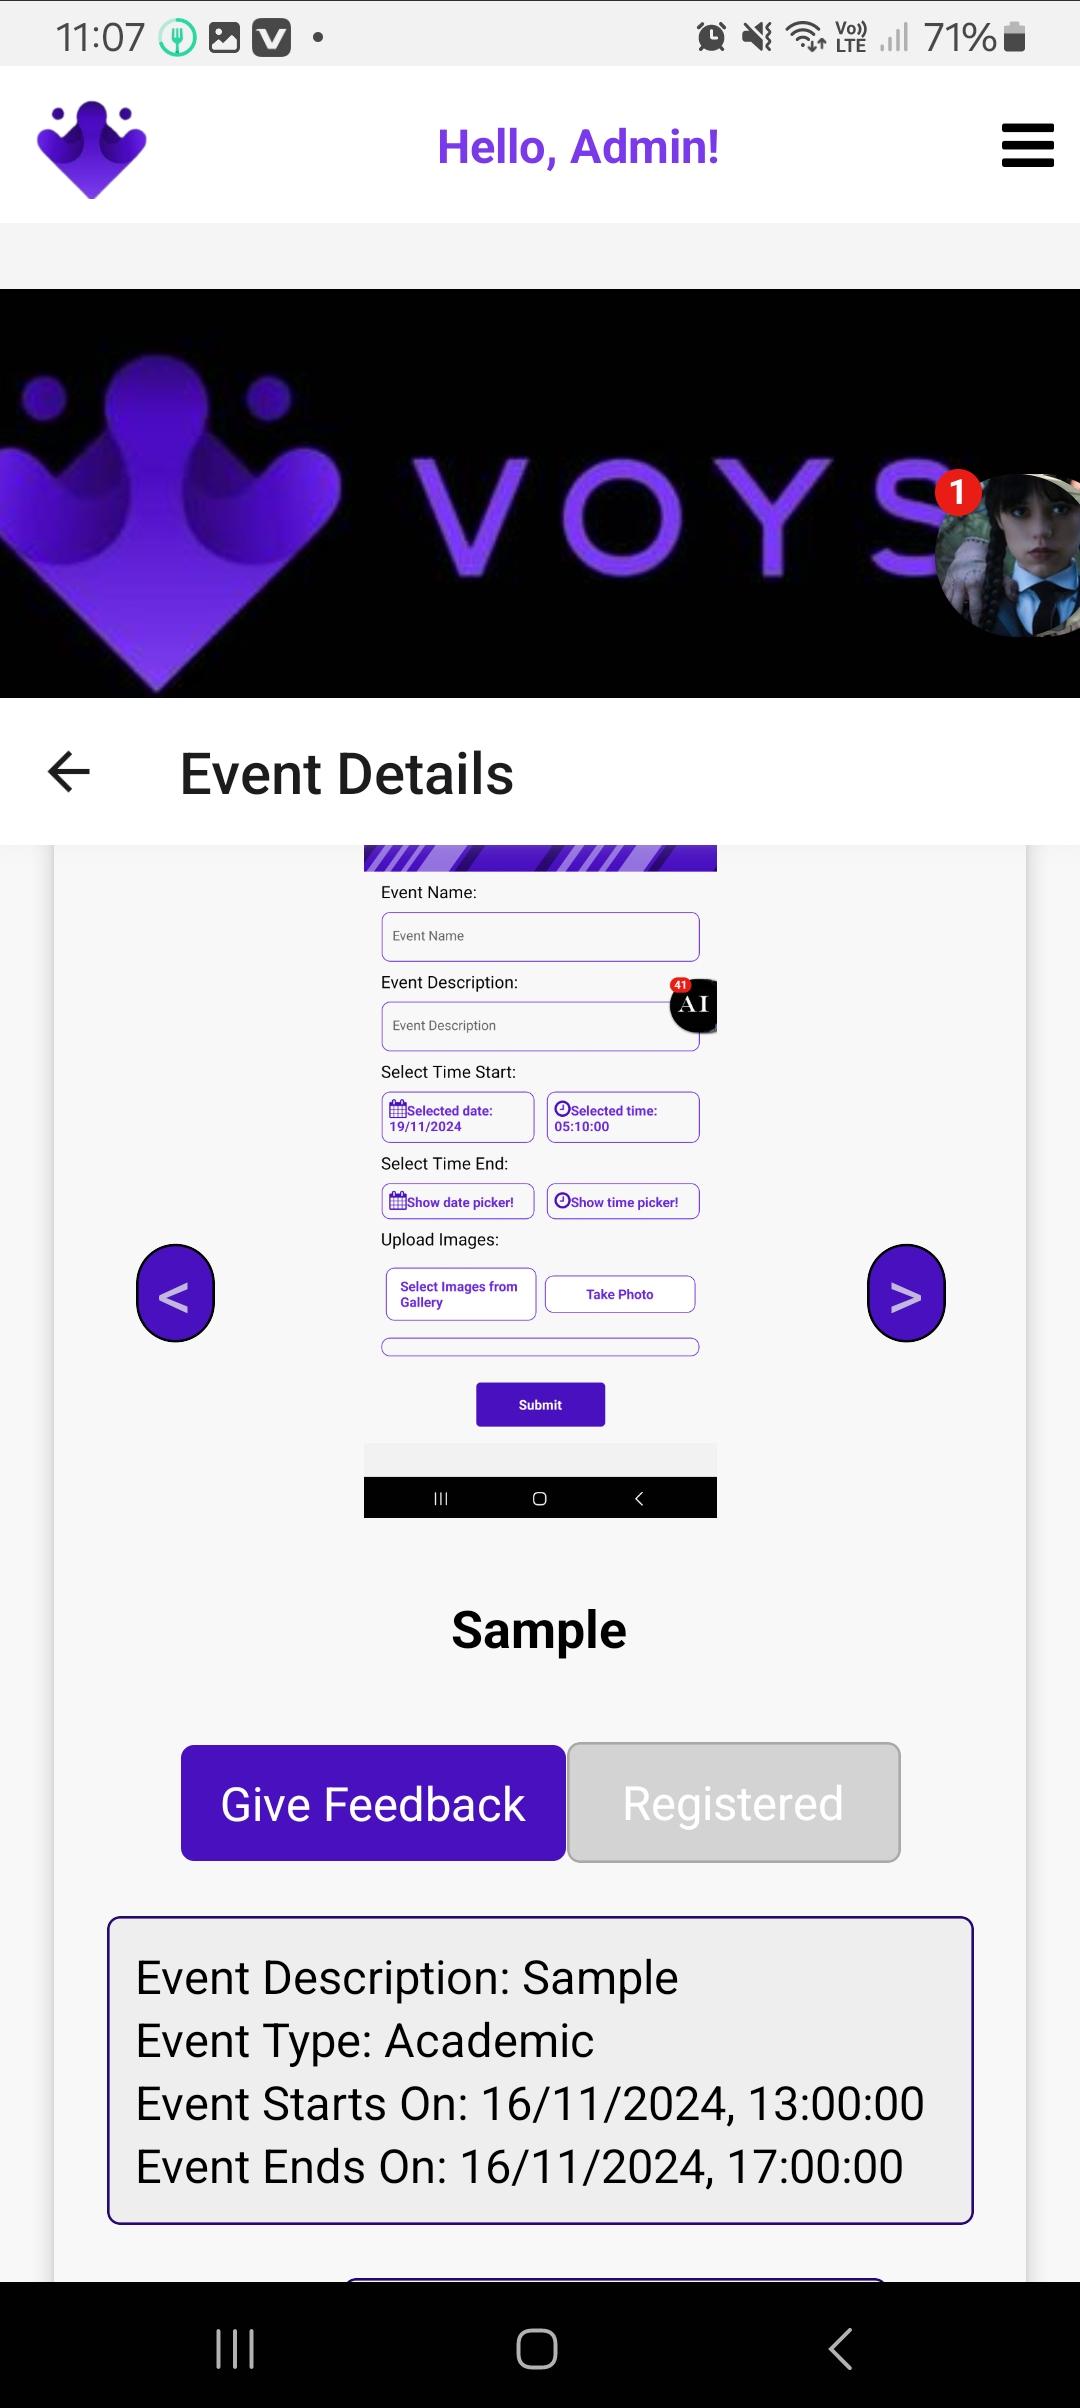 11:07
Vo))
LTE
71%
Hello, Admin!
VOYS
1
Event Details
Event Name:
Event Name
Event Description:
41
AI
Event Description
Select Time Start:
Selected date:
19/11/2024
Selected time:
05:10:00
Select Time End:
Show date picker!
Show time picker!
Upload Images:
Select Images from
Gallery
Take Photo
Submit
<
>
Sample
Give Feedback
Registered
Event Description: Sample
Event Type: Academic
Event Starts On: 16/11/2024, 13:00:00
Event Ends On: 16/11/2024, 17:00:00